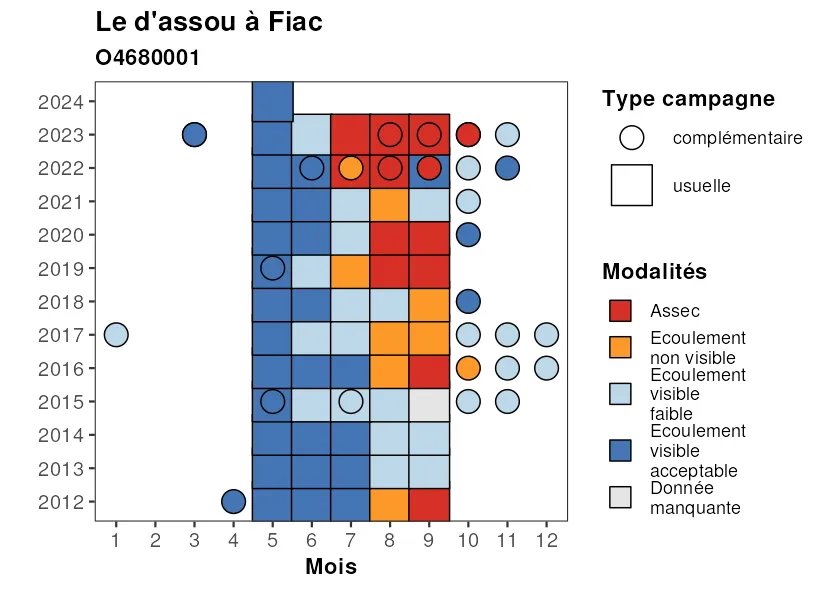 Le d'assou à Fiac
O4680001
2024
2023
2022
2021
2020
2019
2018
2017
2016
2015
2014
2013
2012
1 2 3 4 5 6 7 8 9 10 11 12
Mois
Type campagne
complémentaire
usuelle
Modalités
Assec
Ecoulement
non visible
Ecoulement
visible
faible
Ecoulement
visible
acceptable
Donnée
manquante